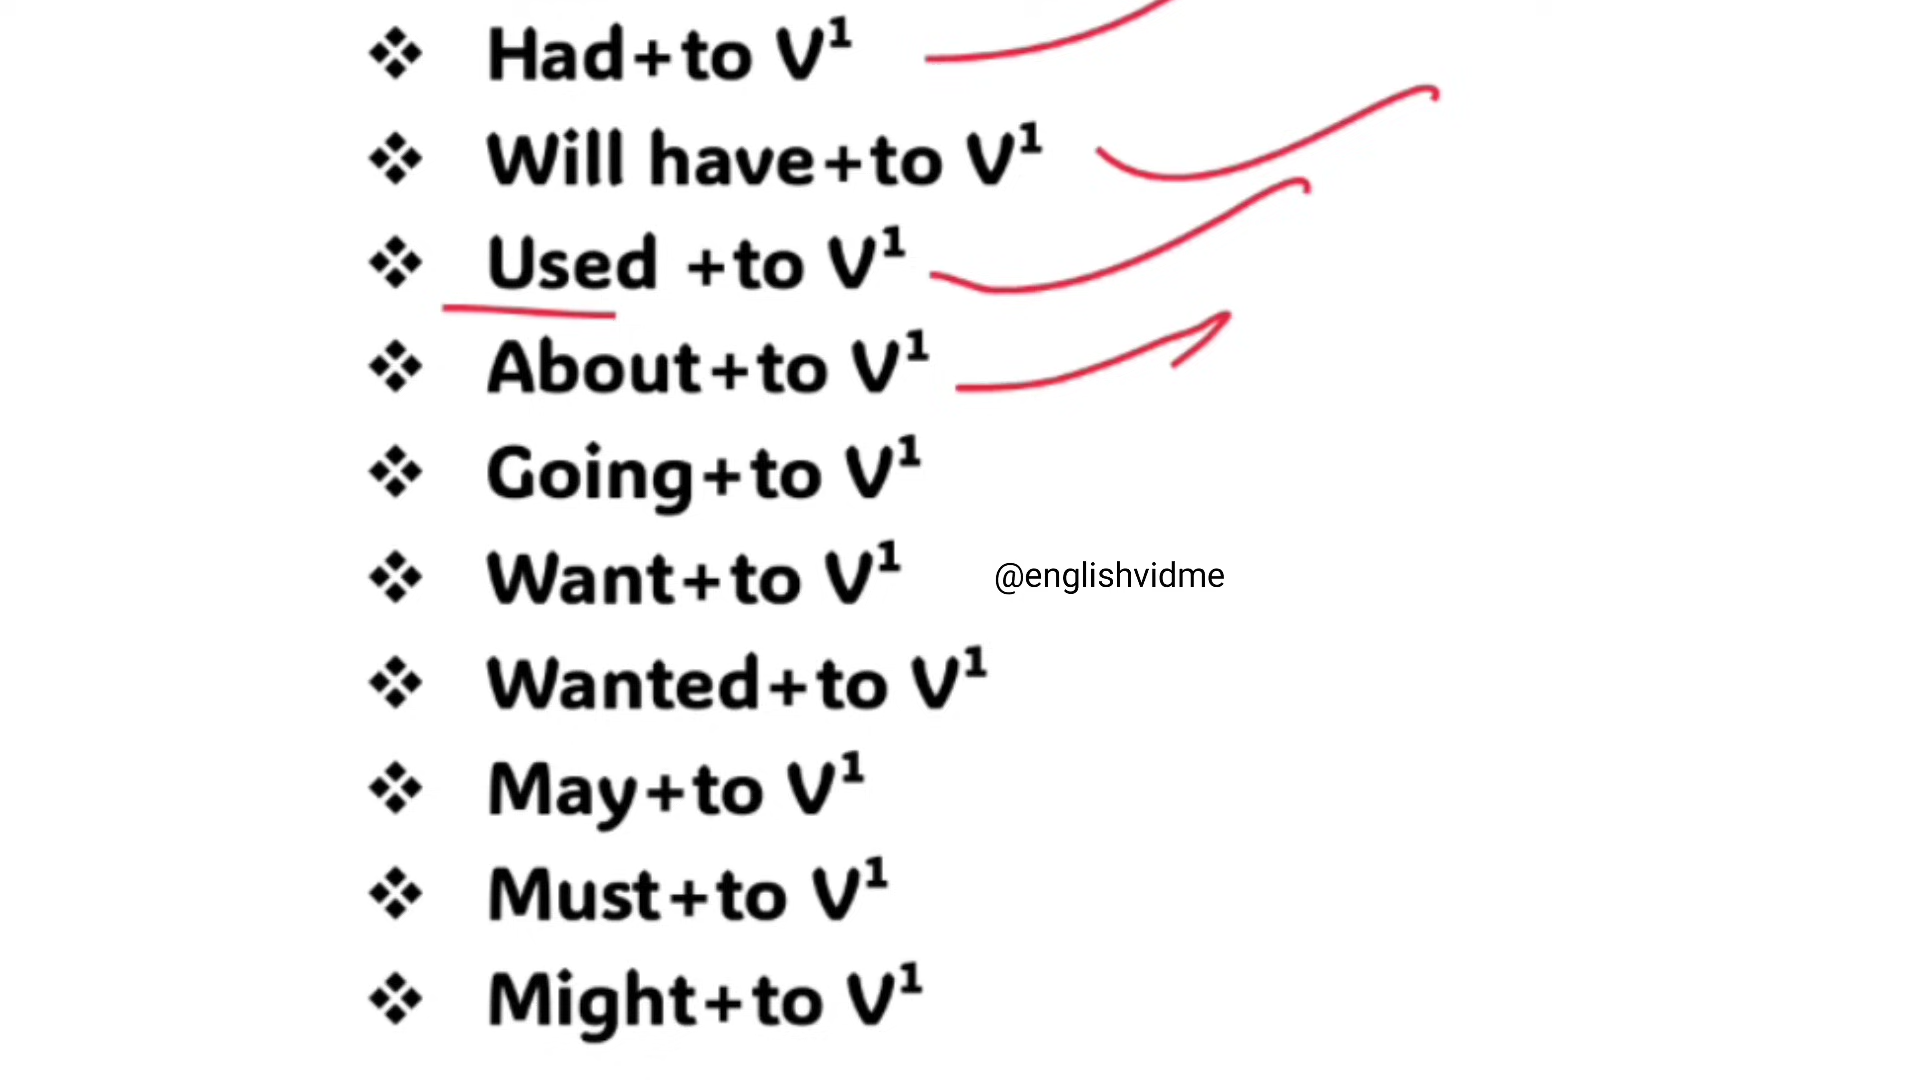 ❖ Had+to V¹
❖ Will have+to V¹
❖ Used +to V¹
❖ About+to V¹
❖ Going+to V¹
❖ Want+to V¹ @englishvidme
❖ Wanted+to V¹
❖ May+to V¹
❖ Must+to V¹
❖ Might+to V¹